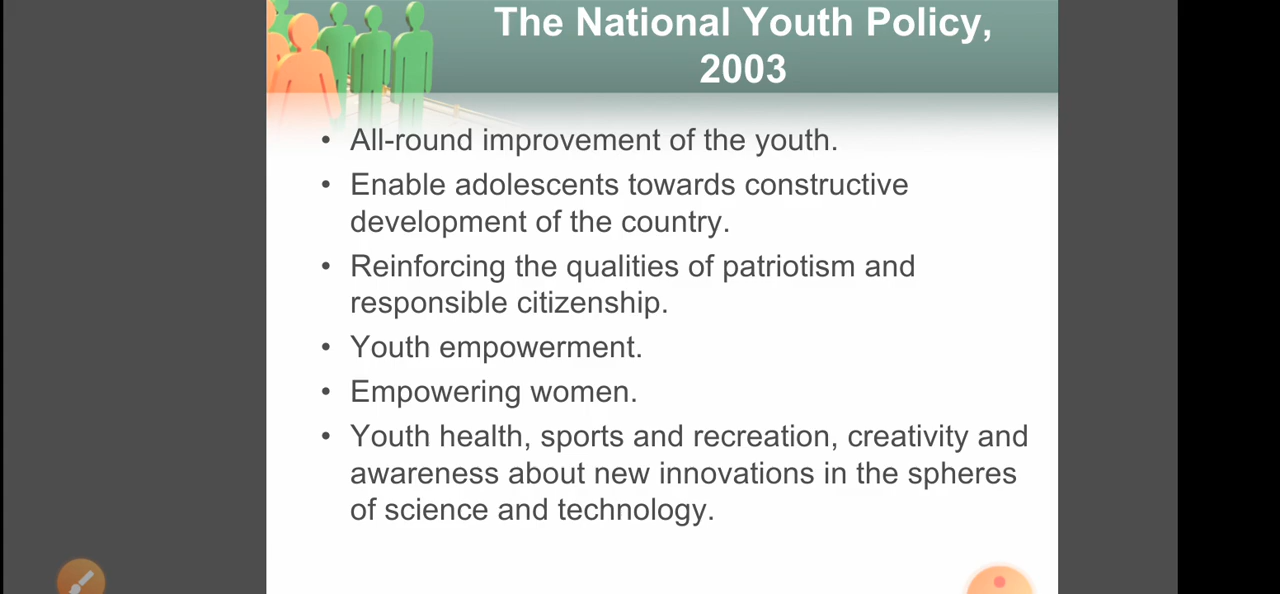 The National Youth Policy,
2003
• All-round improvement of the youth.
• Enable adolescents towards constructive
development of the country.
• Reinforcing the qualities of patriotism and
responsible citizenship.
• Youth empowerment.
• Empowering women.
• Youth health, sports and recreation, creativity and
awareness about new innovations in the spheres
of science and technology.